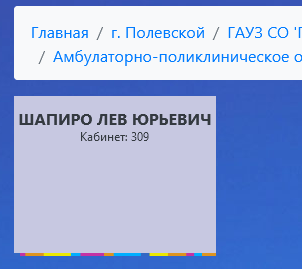 Главная / г. Полевской / ГАУЗ СО
/ Амбулаторно-поликлиническое
ШАПИРО ЛЕВ ЮРЬЕВИЧ
Кабинет: 309